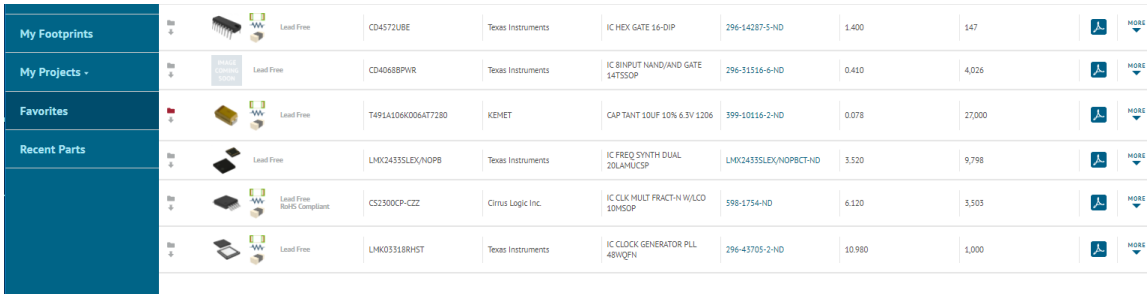 My Footprints
My Projects
Favorites
Recent Parts
Lead Free CD4572UBE Texas Instruments IC HEX GATE 16-DIP 296-14287-5-ND 1.400 147 MORE
IMAGE COMING SOON Lead Free CD4068BPWR Texas Instruments IC 8INPUT NAND/AND GATE 14TSSOP 296-31516-6-ND 0.410 4,026 MORE
Lead Free T491A106K006AT7280 KEMET CAP TANT 10UF 10% 6.3V 1206 399-10116-2-ND 0.078 27,000 MORE
Lead Free LMX2433SLEX/NOPB Texas Instruments IC FREQ SYNTH DUAL 20LAMUCSP LMX2433SLEX/NOPBCT-ND 3.520 9,798 MORE
Lead Free RoHS Compliant CS2300CP-CZZ Cirrus Logic Inc. IC CLK MULT FRACT-N W/LCO 10MSOP 598-1754-ND 6.120 3,503 MORE
Lead Free LMK03318RHST Texas Instruments IC CLOCK GENERATOR PLL 48WQFN 296-43705-2-ND 10.980 1,000 MORE